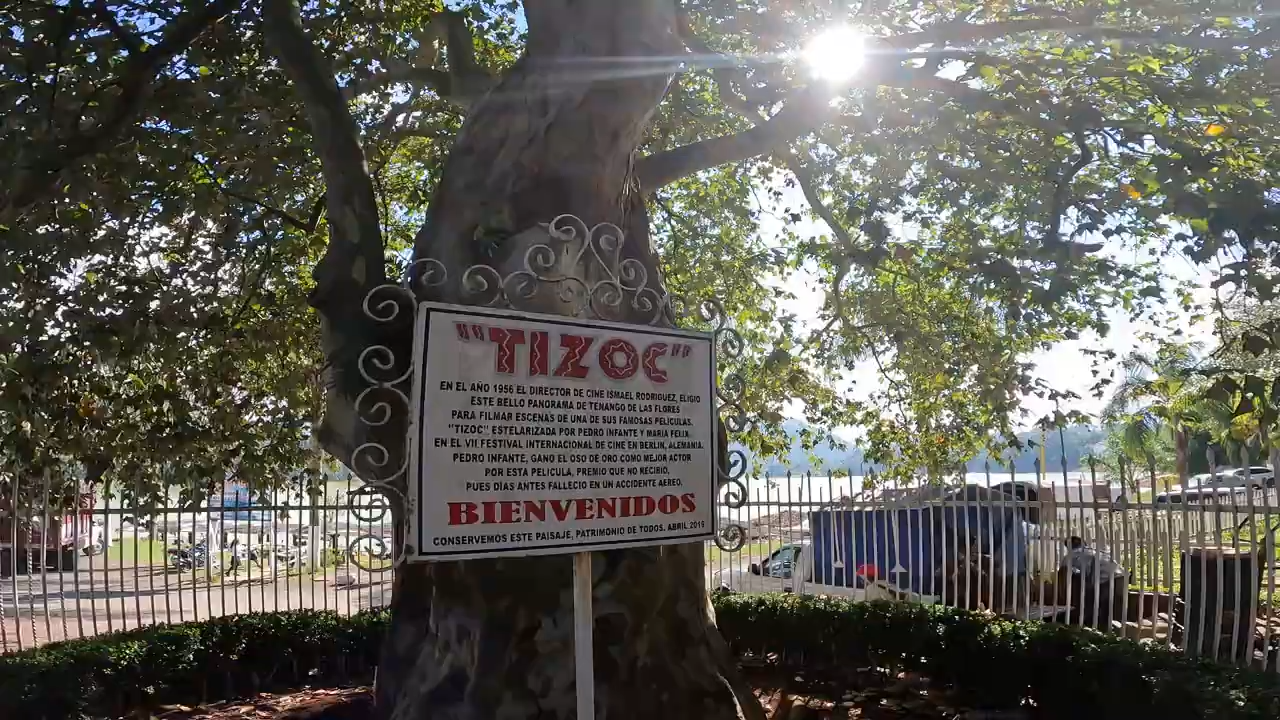 "TIZOC"
EN EL AÑO 1956 EL DIRECTOR DE CINE ISMAEL RODRIGUEZ, ELIGIO
ESTE BELLO PANORAMA DE TENANGO DE LAS FLORES
PARA FILMAR ESCENAS DE UNA DE SUS FAMOSAS PELICULAS.
"TIZOC" ESTELARIZADA POR PEDRO INFANTE Y MARIA FELIX.
EN EL VII FESTIVAL INTERNACIONAL DE CINE EN BERLIN, ALEMANIA.
PEDRO INFANTE, GANO EL OSO DE ORO COMO MEJOR ACTOR
POR ESTA PELICULA, PREMIO QUE NO RECIBIO,
PUES DÍAS ANTES FALLECIO EN UN ACCIDENTE AEREO.
BIENVENIDOS
CONSERVEMOS ESTE PAISAJE, PATRIMONIO DE TODOS. ABRIL 2016